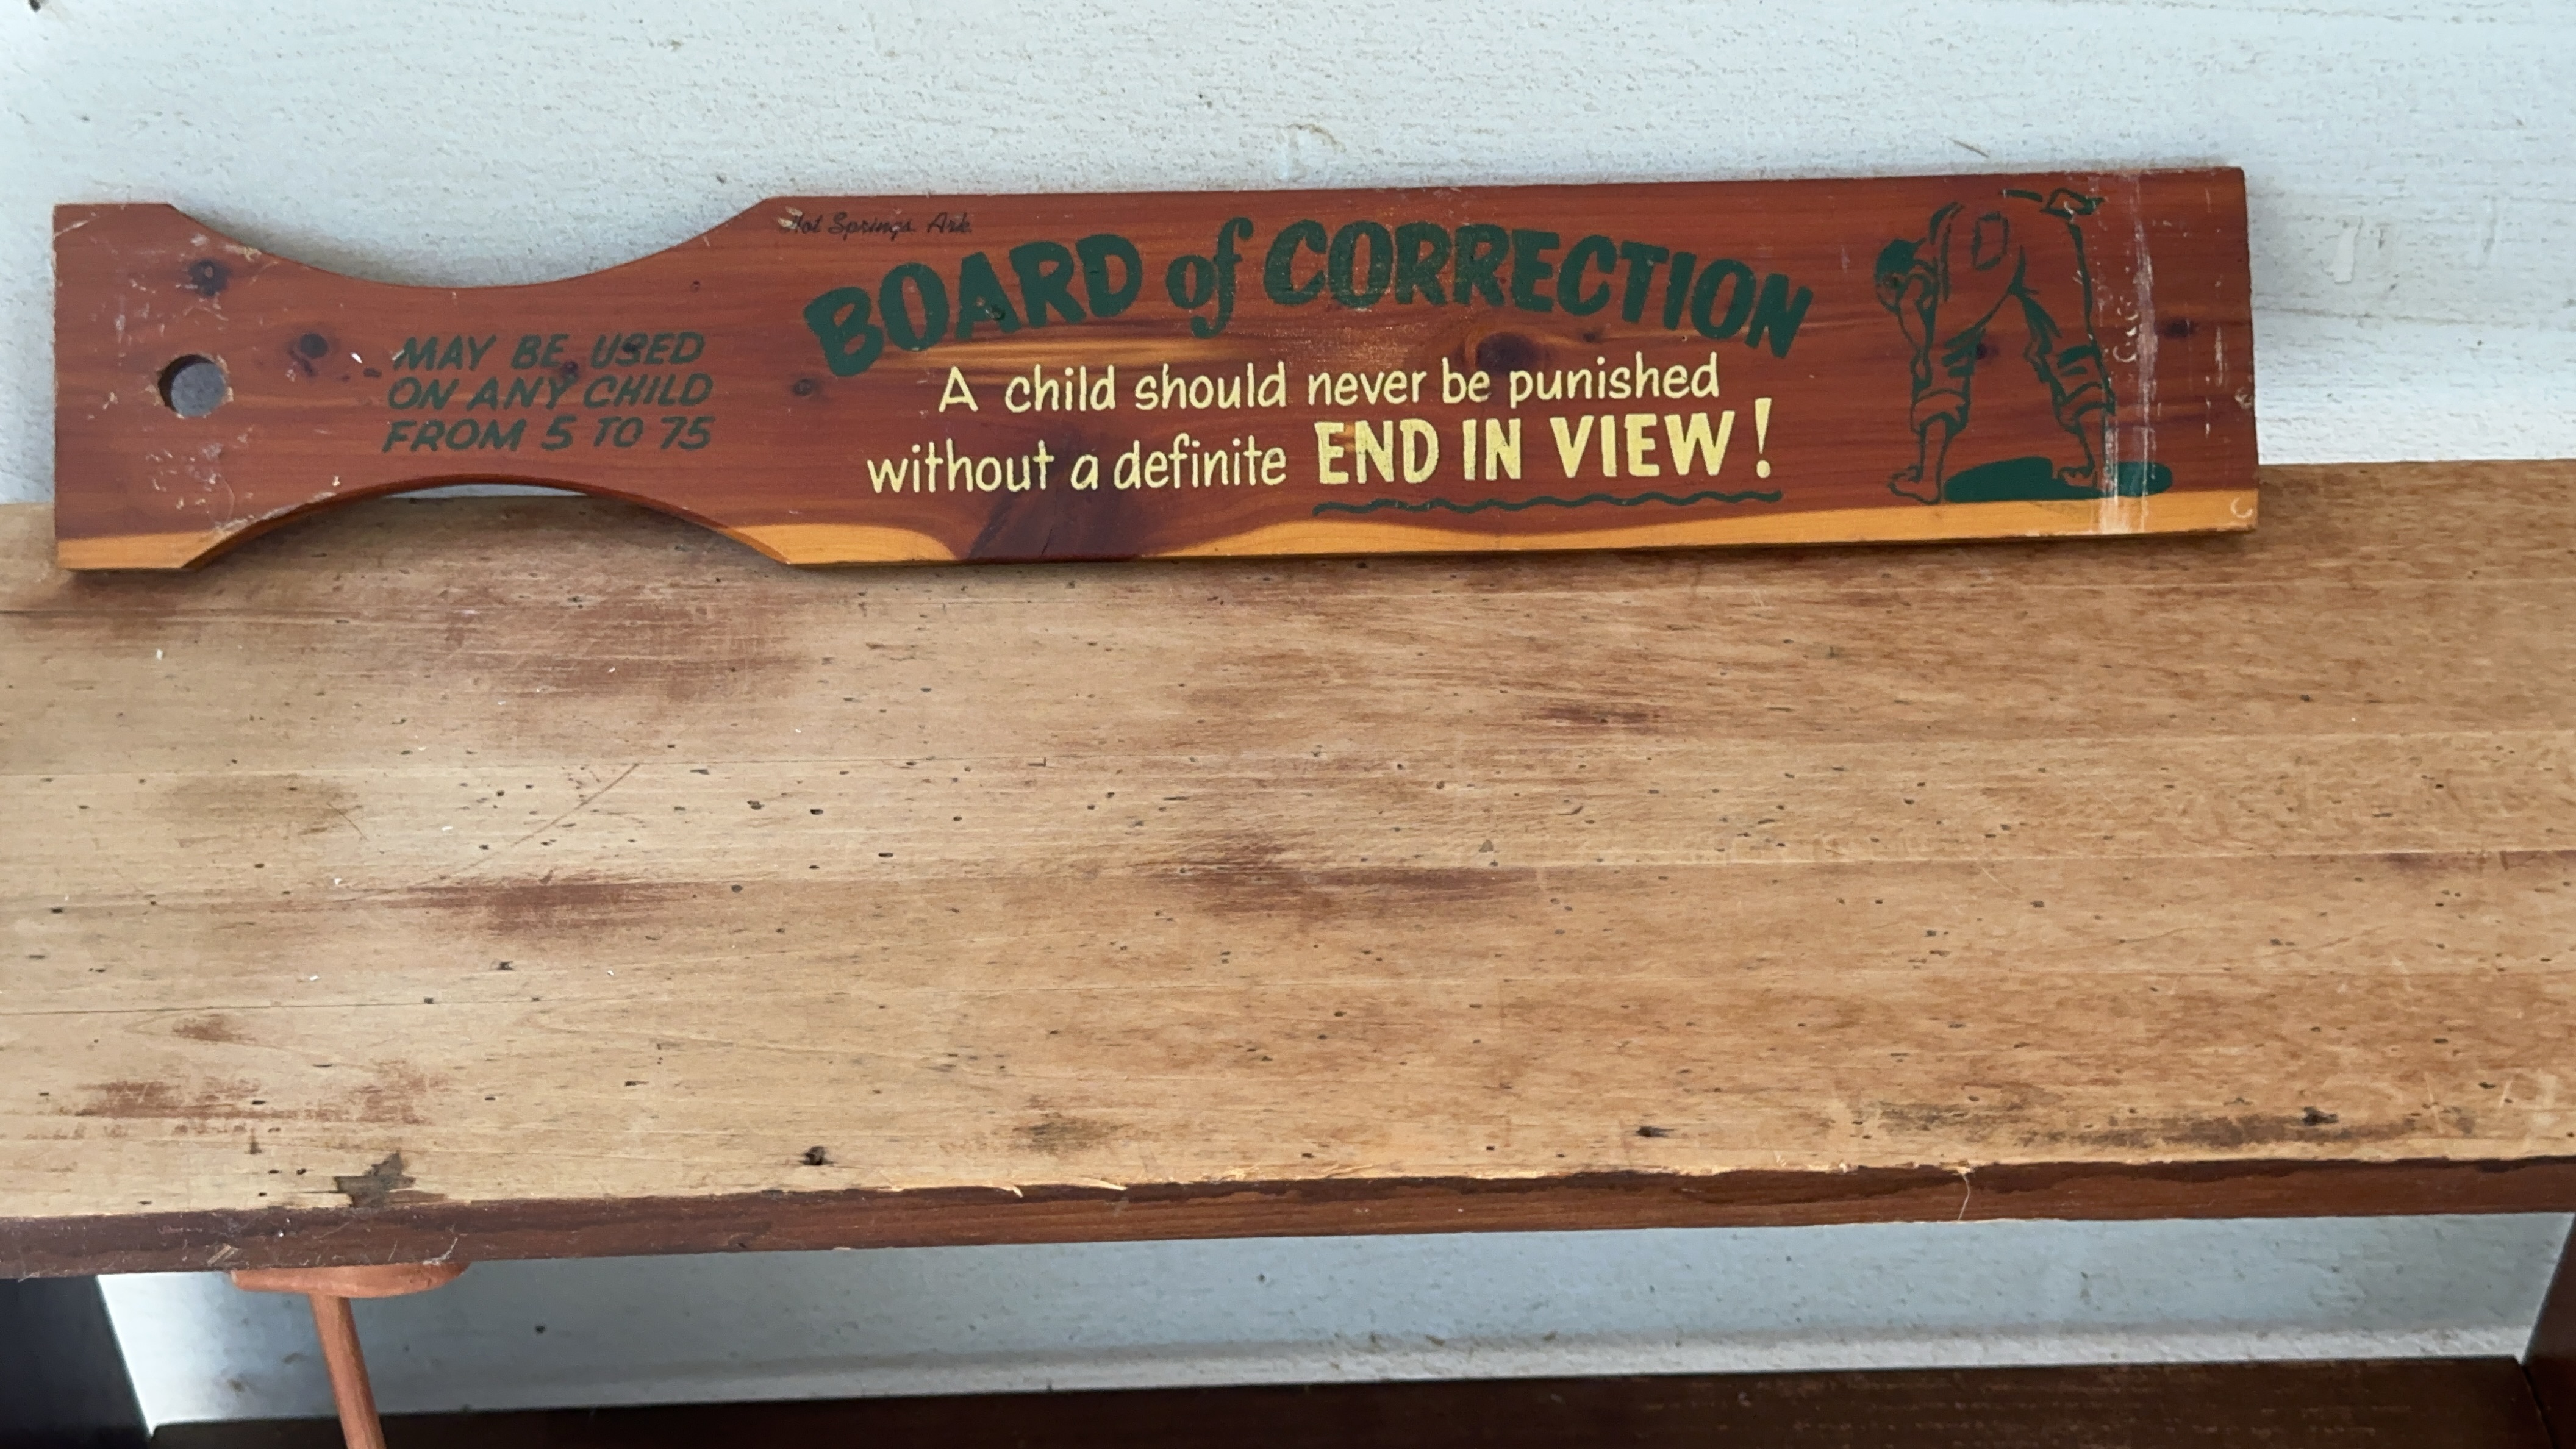 MAY BE USED
ON ANY CHILD
FROM 5 TO 75
Hot Springs, Ark.
BOARD of CORRECTION
A child should never be punished
without a definite END IN VIEW!